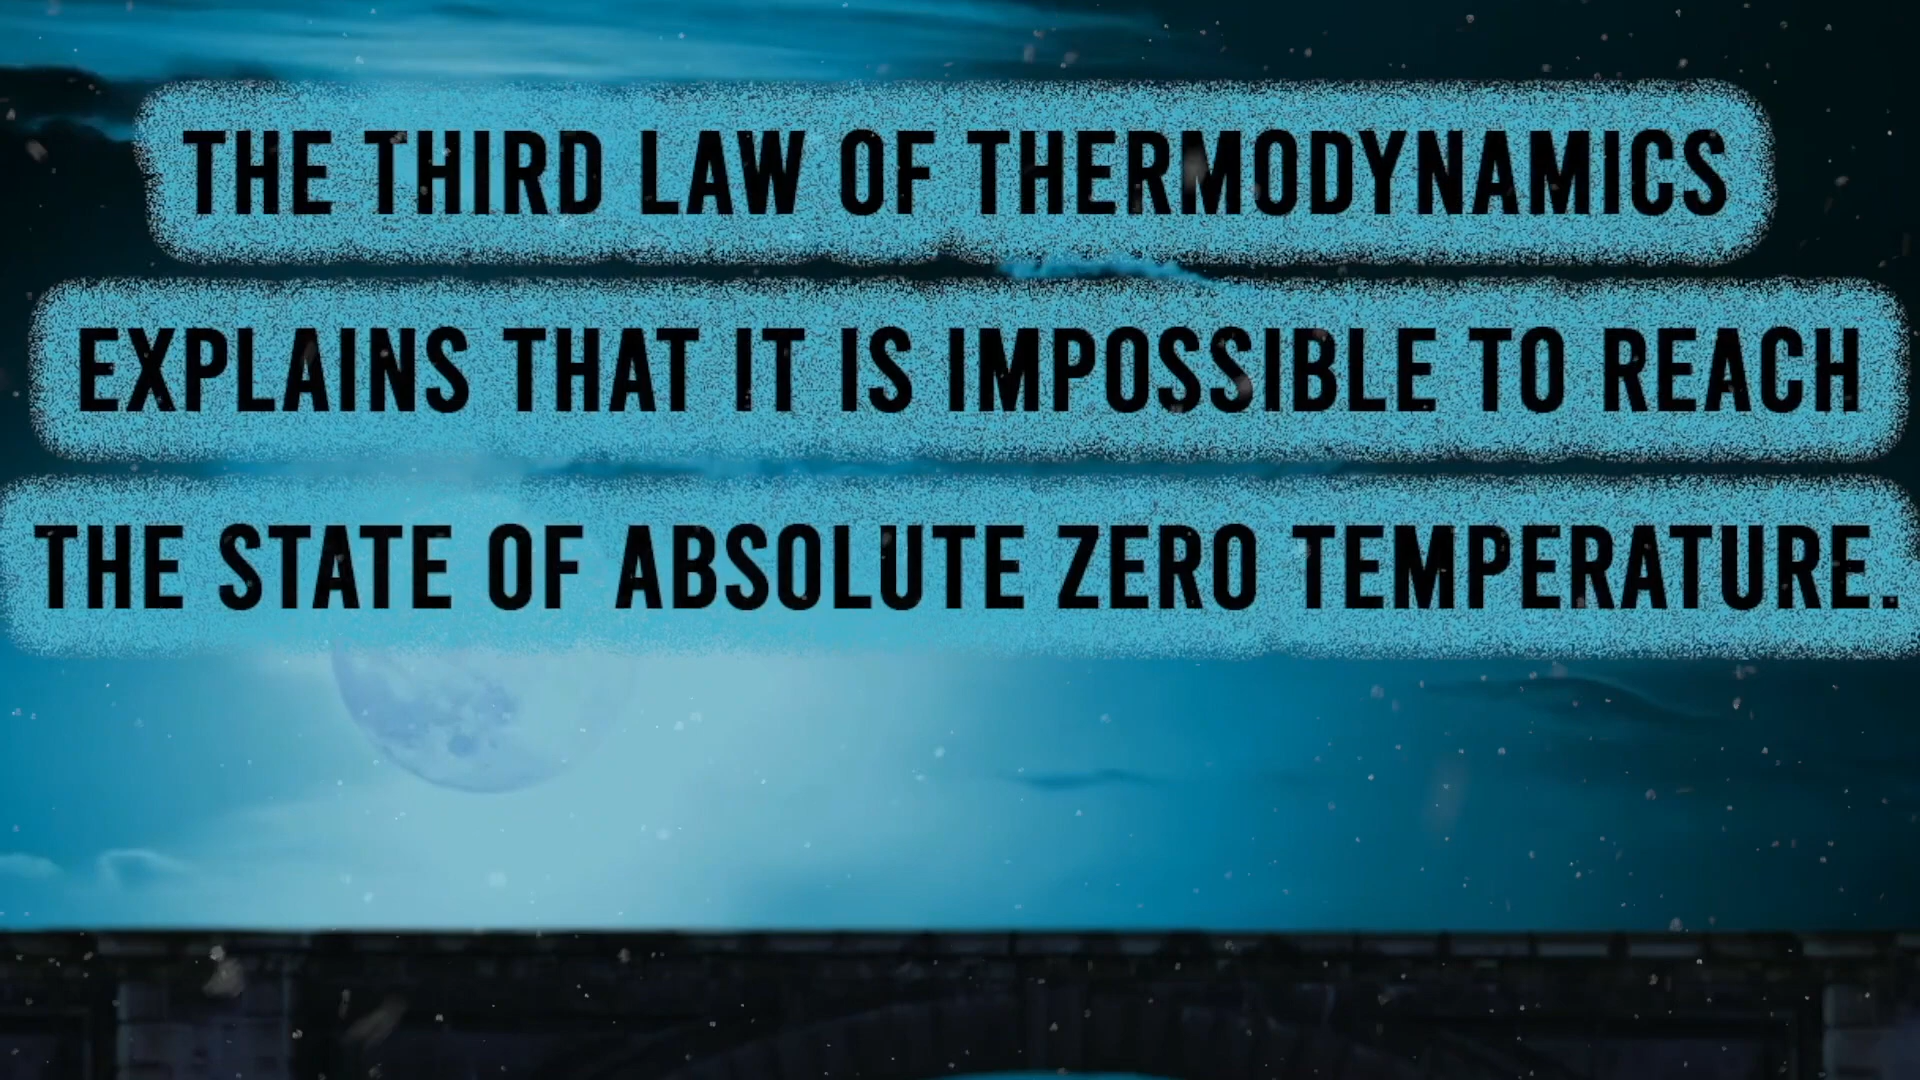 THE THIRD LAW OF THERMODYNAMICS
EXPLAINS THAT IT IS IMPOSSIBLE TO REACH
THE STATE OF ABSOLUTE ZERO TEMPERATURE.